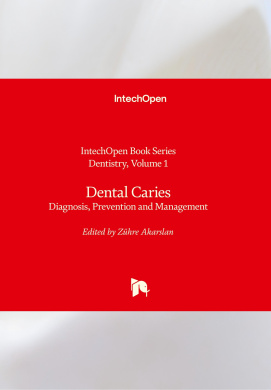 IntechOpen
IntechOpen Book Series
Dentistry, Volume 1
Dental Caries
Diagnosis, Prevention and Management
Edited by Zühre Akarslan